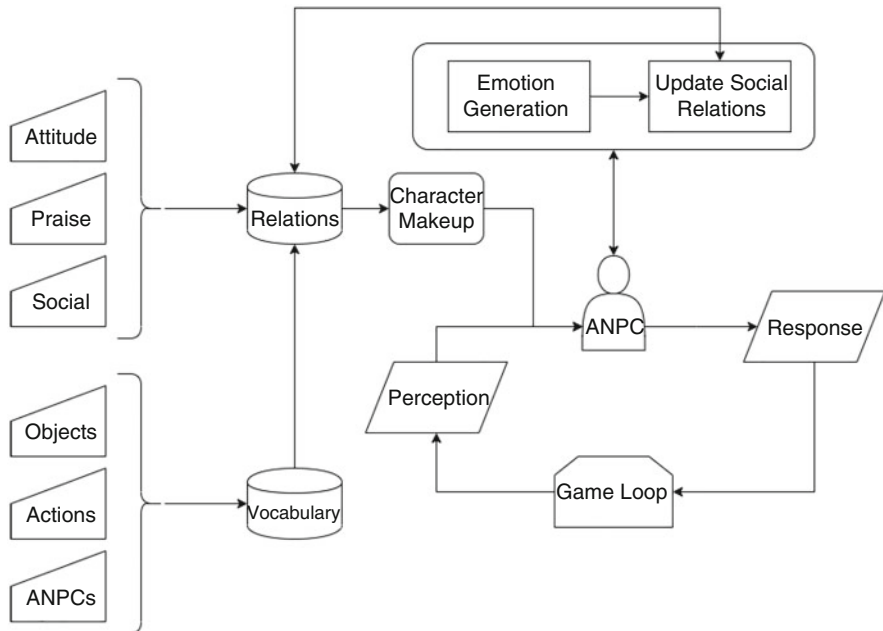 Emotion
Generation
Update Social
Relations
Attitude
Praise
Social
Relations
Character
Makeup
ANPC
Response
Perception
Game Loop
Objects
Actions
ANPCs
Vocabulary